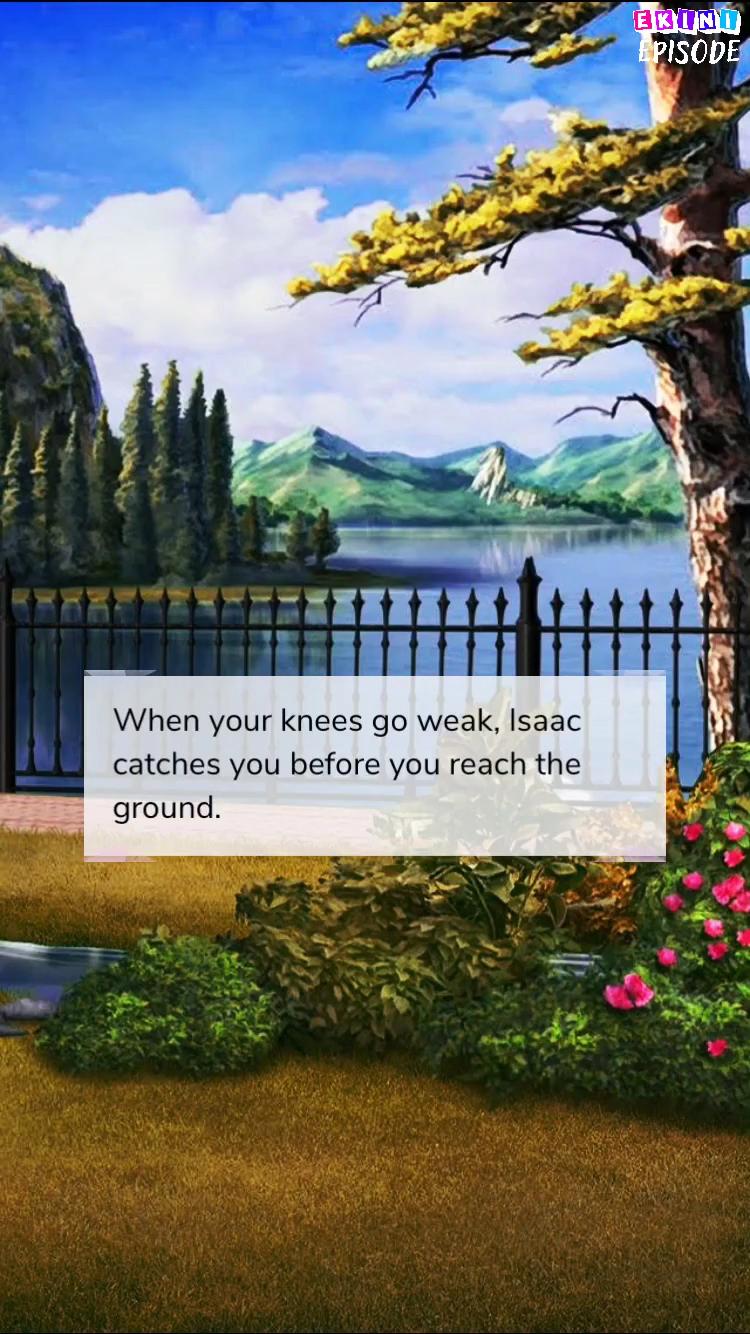 EKINI
EPISODE
When your knees go weak, Isaac
catches you before you reach the
ground.